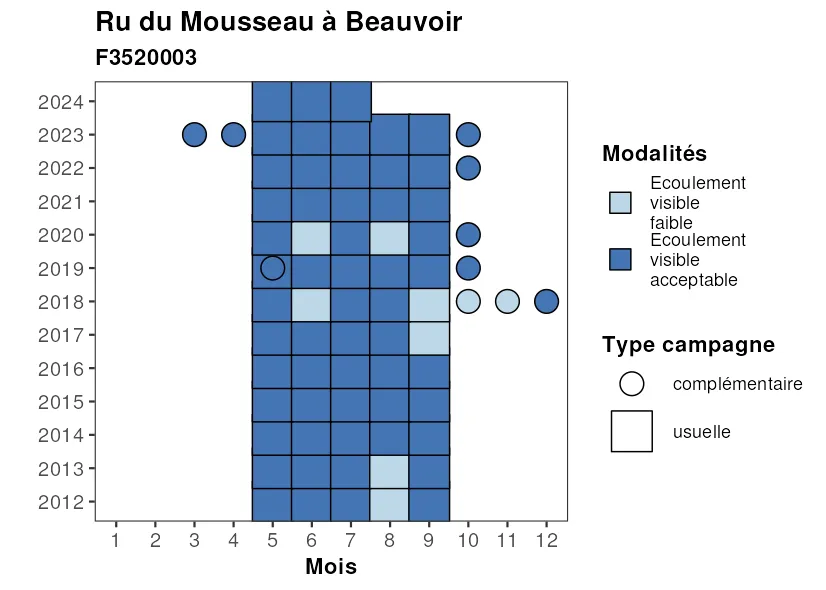 Ru du Mousseau à Beauvoir
F3520003
2024
2023
2022
2021
2020
2019
2018
2017
2016
2015
2014
2013
2012
1 2 3 4 5 6 7 8 9 10 11 12
Mois
Modalités
Ecoulement
visible
faible
Ecoulement
visible
acceptable
Type campagne
complémentaire
usuelle